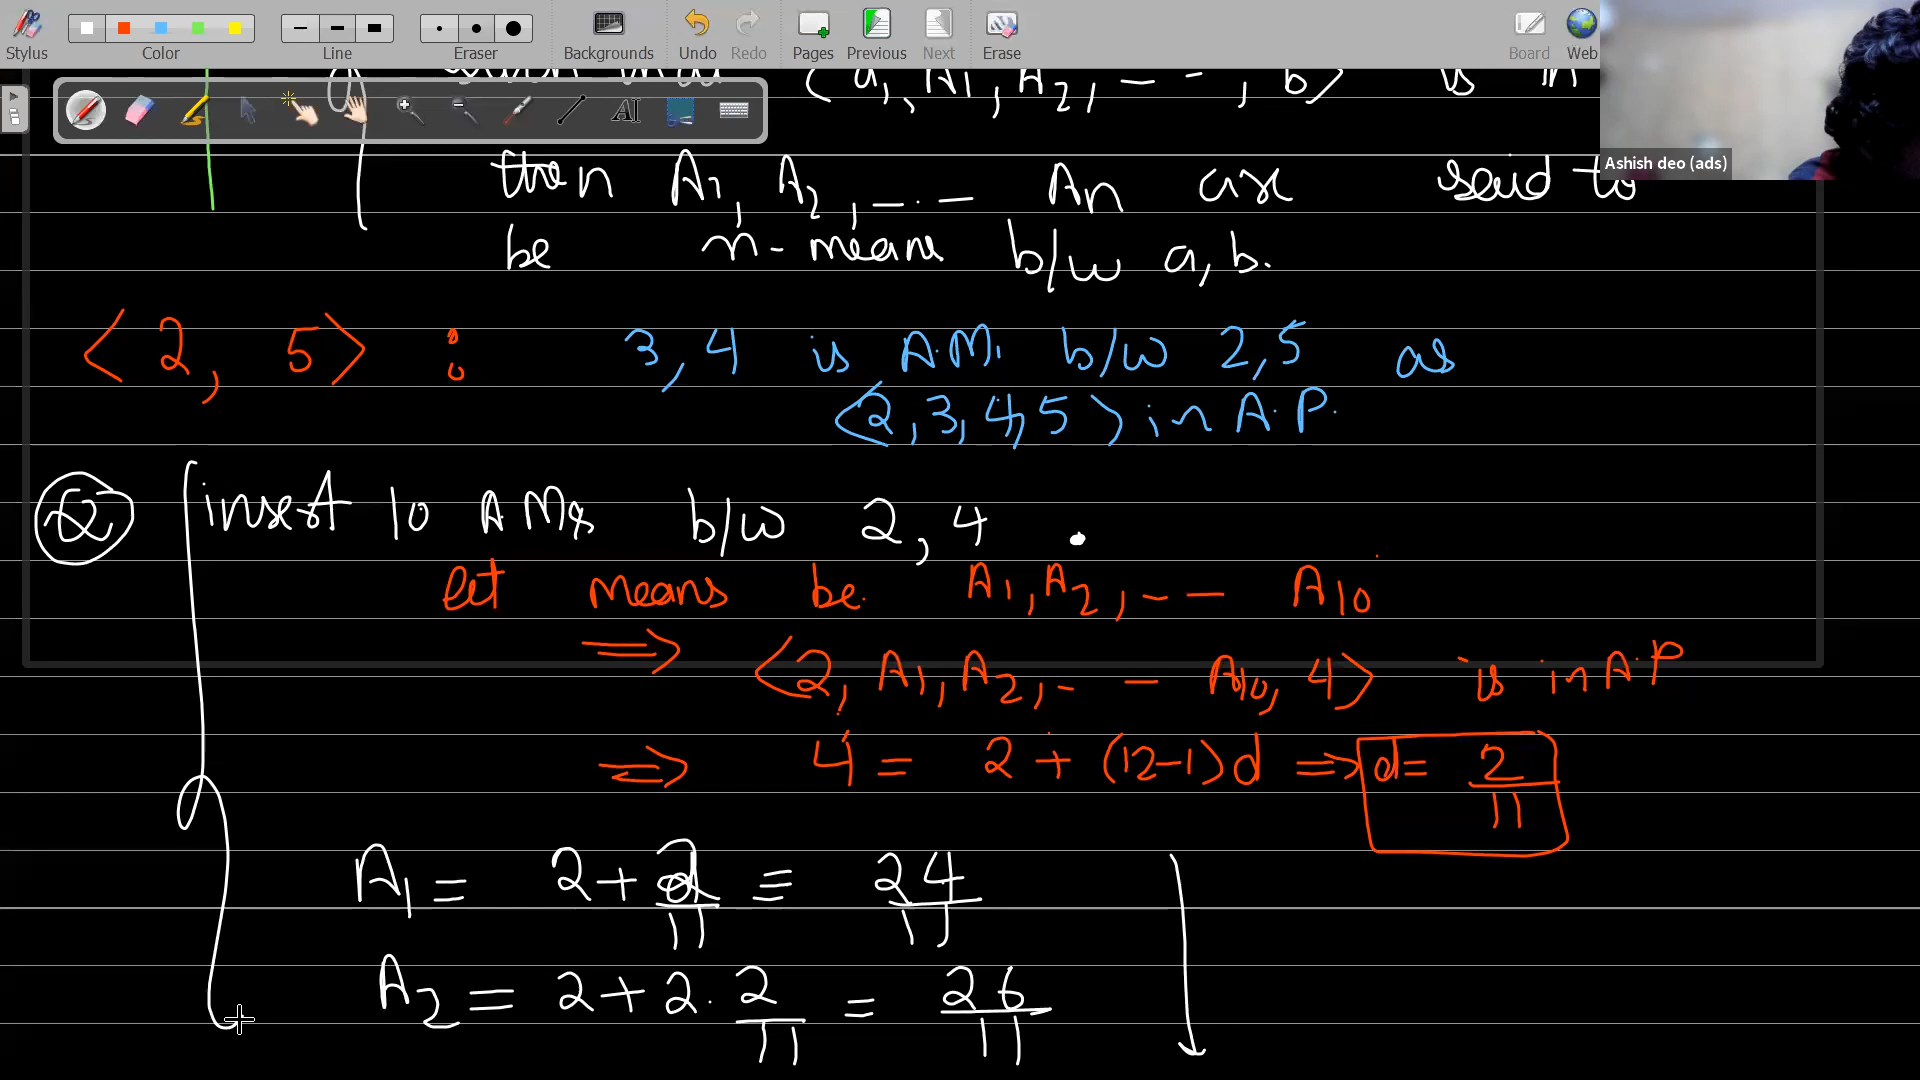 Stylus Color Line Eraser Backgrounds Undo Redo Pages Previous Next Erase Board Web
Ashish deo (ads)
⟨a, A1, A2, - - -, b⟩ is in
then A1, A2, -.- An are said to
be n-means b/w a, b.
⟨2, 5⟩ : 3, 4 is A.M. b/w 2, 5 as
⟨2, 3, 4, 5⟩ in A.P.
Q insert 10 AMs b/w 2, 4 .
let means be. A1, A2, - - A10
⟹ ⟨2, A1, A2, - - A10, 4⟩ is in A.P
⟹ 4 = 2 + (12-1)d ⟹ d= 2/11
A1 = 2 + 2/11 = 24/11
A2 = 2 + 2. 2/11 = 26/11